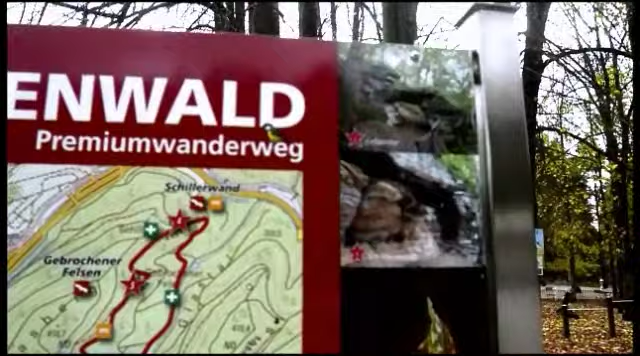 ENWALD
Premiumwanderweg
Schillerwand
Gebrochener
Felsen